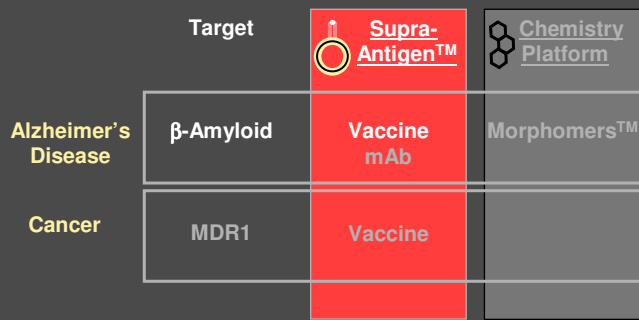 Target
Supra-
Antigen™
Chemistry
Platform
Alzheimer's
Disease
β-Amyloid
Vaccine
mAb
Morphomers™
Cancer
MDR1
Vaccine